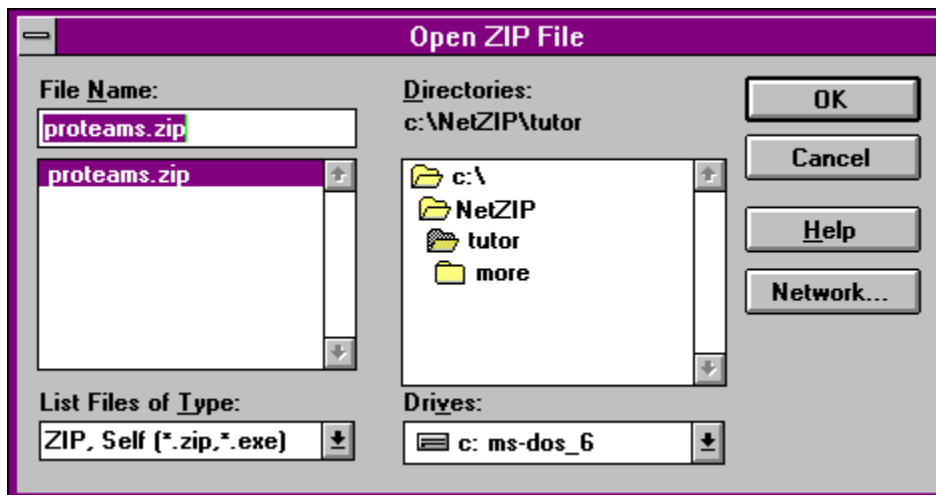 Open ZIP File
File Name:
proteams.zip
proteams.zip
List Files of Type:
ZIP, Self (*.zip,*.exe)
Directories:
c:\NetZIP\tutor
c:\
NetZIP
tutor
more
Drives:
c: ms-dos_6
OK
Cancel
Help
Network...